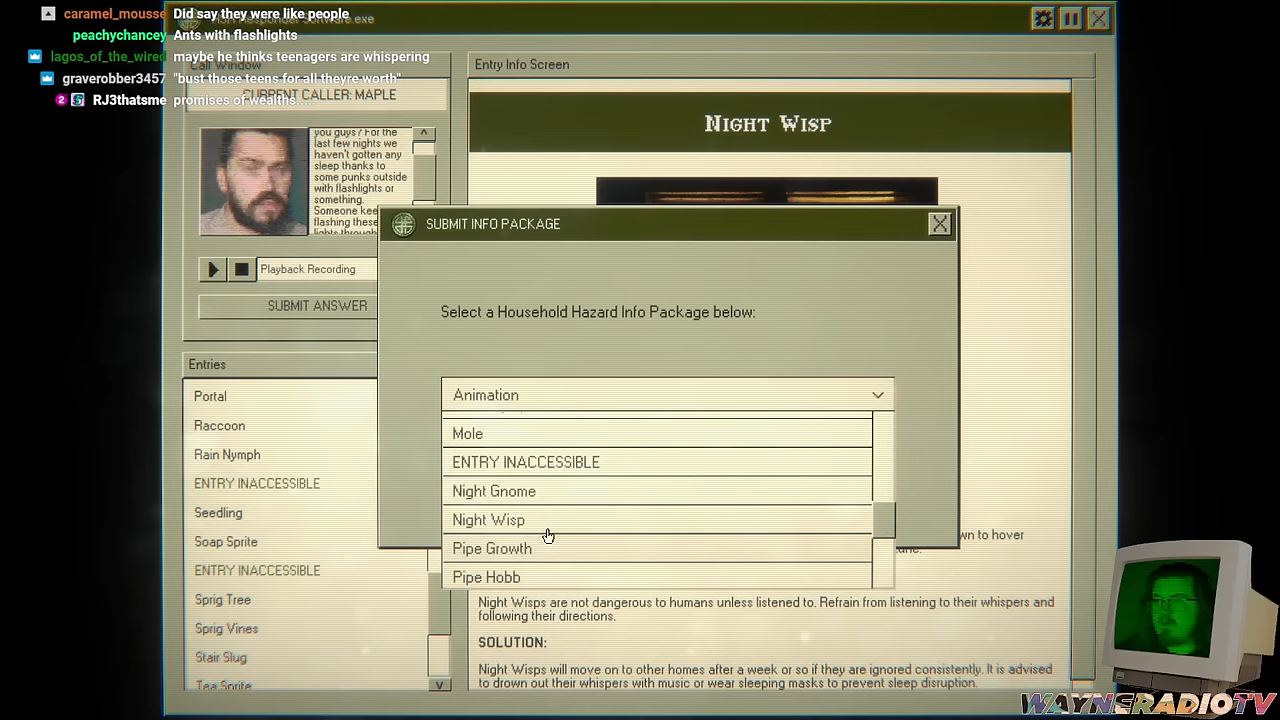 caramel_mousse Did say they were like people
peachychancey Ants with flashlights
lagos_of_the_wired maybe he thinks teenagers are whispering
graverobber3457 "bust those teens for all theyre worth"
2 RJ3thatsme promises of wealths....
Software.exe
Call Window
CURRENT CALLER: MAPLE
you guys? For the
last few nights we
haven't gotten any
sleep thanks to
some punks outside
with flashlights or
something.
flashing these
Playback Recording
SUBMIT ANSWER
Entries
Portal
Raccoon
Rain Nymph
ENTRY INACCESSIBLE
Seedling
Soap Sprite
ENTRY INACCESSIBLE
Sprig Tree
Sprig Vines
Stair Slug
Tea Sprite
Entry Info Screen
Night Wisp
SUBMIT INFO PACKAGE
Select a Household Hazard Info Package below:
Animation
Mole
ENTRY INACCESSIBLE
Night Gnome
Night Wisp
Pipe Growth
Pipe Hobb
wn to hover
Night Wisps are not dangerous to humans unless listened to. Refrain from listening to their whispers and
following their directions.
SOLUTION:
Night Wisps will move on to other homes after a week or so if they are ignored consistently. It is advised
to drown out their whispers with music or wear sleeping masks to prevent sleep disruption.
WAYNERADIOTV